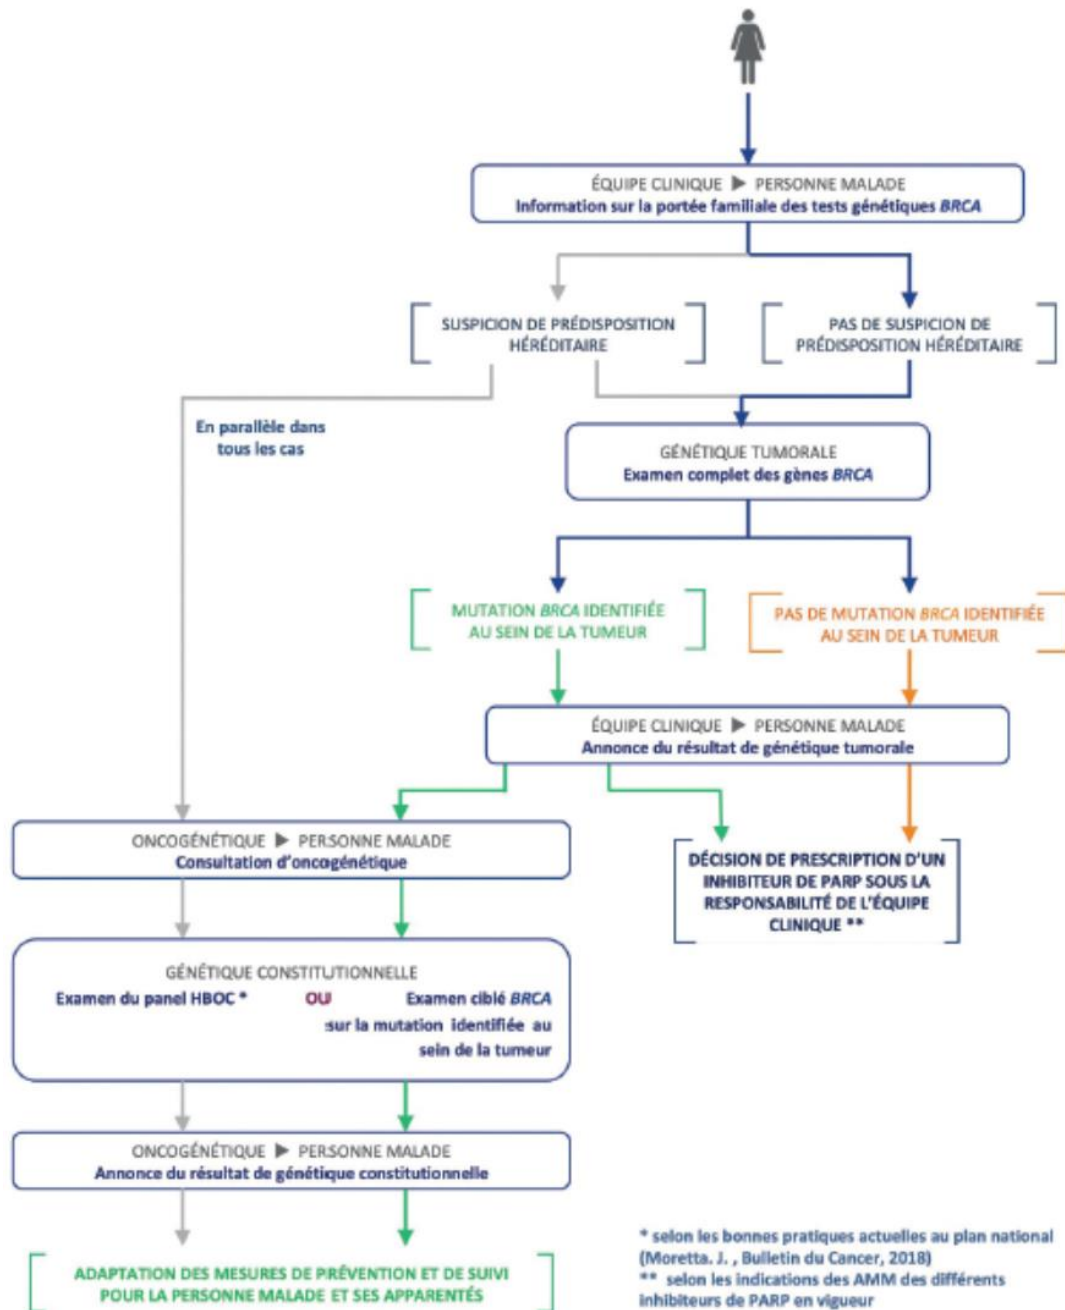 ÉQUIPE CLINIQUE ▶ PERSONNE MALADE
Information sur la portée familiale des tests génétiques BRCA
SUSPICION DE PRÉDISPOSITION
HÉRÉDITAIRE
PAS DE SUSPICION DE
PRÉDISPOSITION HÉRÉDITAIRE
En parallèle dans
tous les cas
GÉNÉTIQUE TUMORALE
Examen complet des gènes BRCA
MUTATION BRCA IDENTIFIÉE
AU SEIN DE LA TUMEUR
PAS DE MUTATION BRCA IDENTIFIÉE
AU SEIN DE LA TUMEUR
ÉQUIPE CLINIQUE ▶ PERSONNE MALADE
Annonce du résultat de génétique tumorale
ONCOGÉNÉTIQUE ▶ PERSONNE MALADE
Consultation d'oncogénétique
DÉCISION DE PRESCRIPTION D'UN
INHIBITEUR DE PARP SOUS LA
RESPONSABILITÉ DE L'ÉQUIPE
CLINIQUE **
GÉNÉTIQUE CONSTITUTIONNELLE
Examen du panel HBOC * OU Examen ciblé BRCA
sur la mutation identifiée au
sein de la tumeur
ONCOGÉNÉTIQUE ▶ PERSONNE MALADE
Annonce du résultat de génétique constitutionnelle
ADAPTATION DES MESURES DE PRÉVENTION ET DE SUIVI
POUR LA PERSONNE MALADE ET SES APPARENTÉS
* selon les bonnes pratiques actuelles au plan national
(Moretta. J. , Bulletin du Cancer, 2018)
** selon les indications des AMM des différents
inhibiteurs de PARP en vigueur